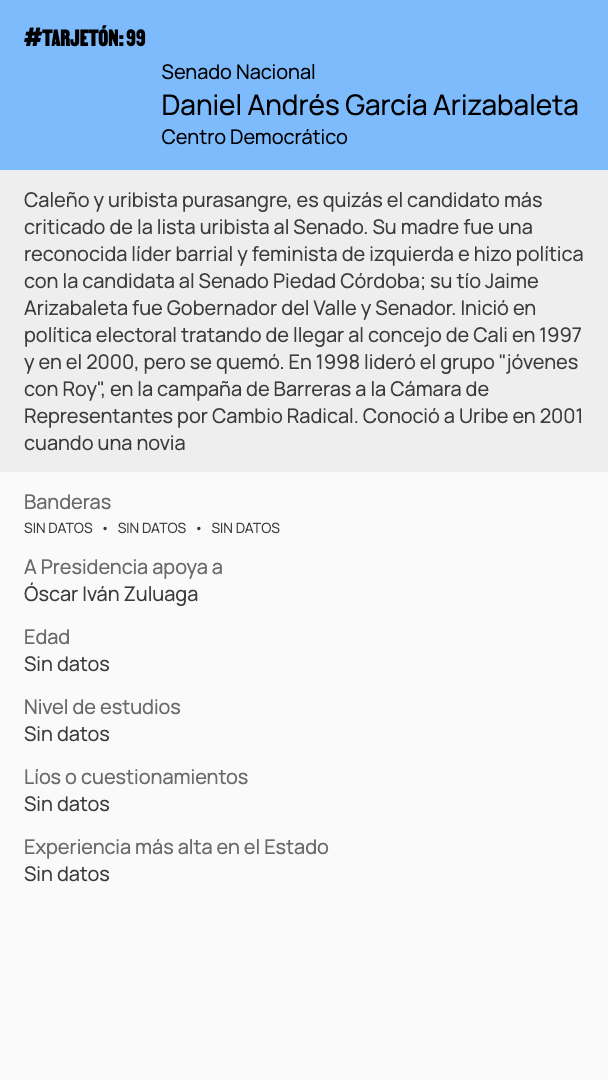 #TARJETÓN: 99
Senado Nacional
Daniel Andrés García Arizabaleta
Centro Democrático
Caleño y uribista purasangre, es quizás el candidato más
criticado de la lista uribista al Senado. Su madre fue una
reconocida líder barrial y feminista de izquierda e hizo política
con la candidata al Senado Piedad Córdoba; su tío Jaime
Arizabaleta fue Gobernador del Valle y Senador. Inició en
política electoral tratando de llegar al concejo de Cali en 1997
y en el 2000, pero se quemó. En 1998 lideró el grupo "jóvenes
con Roy", en la campaña de Barreras a la Cámara de
Representantes por Cambio Radical. Conoció a Uribe en 2001
cuando una novia
Banderas
SIN DATOS • SIN DATOS • SIN DATOS
A Presidencia apoya a
Óscar Iván Zuluaga
Edad
Sin datos
Nivel de estudios
Sin datos
Líos o cuestionamientos
Sin datos
Experiencia más alta en el Estado
Sin datos